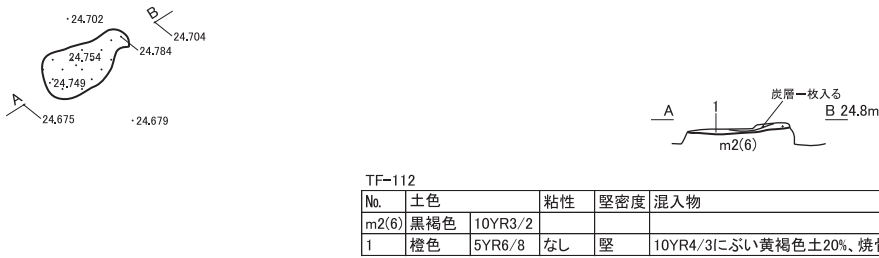 ・24.702
B
24.704
24.784
24.754
・24.749
A
24.675
・24.679
炭層一枚入る
A
1
B 24.8m
m2(6)
TF-112
No. 土色 粘性 堅密度 混入物
m2(6) 黒褐色 10YR3/2
1 橙色 5YR6/8 なし 堅 10YR4/3にぶい黄褐色土20%、焼骨